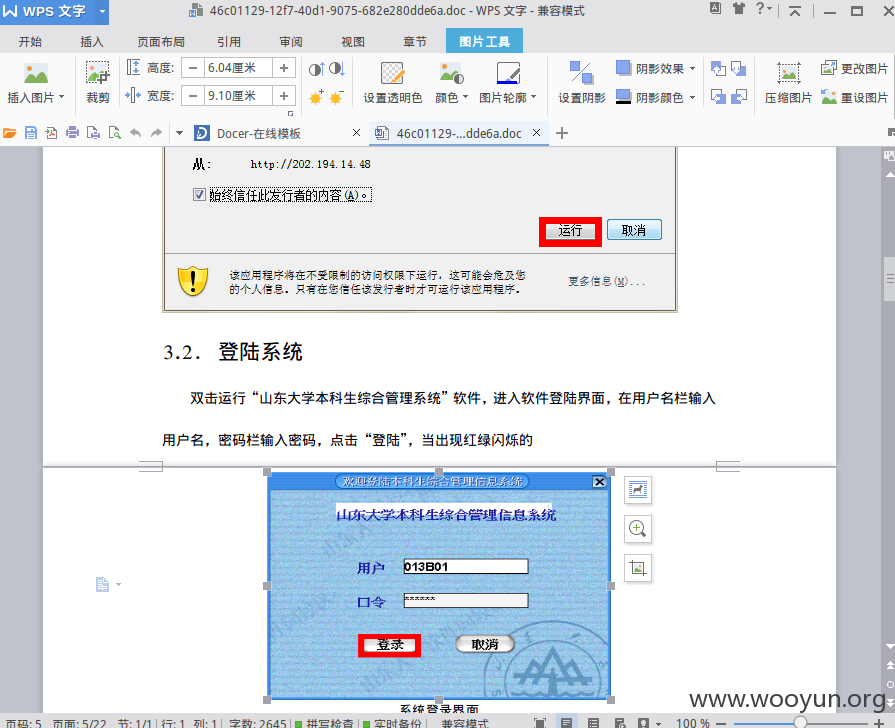 WPS 文字
46c01129-12f7-40d1-9075-682e280dde6a.doc - WPS 文字 - 兼容模式
开始 插入 页面布局 引用 审阅 视图 章节 图片工具
高度: 6.04厘米
宽度: 9.10厘米
阴影效果 更改图片
插入图片 裁剪 设置透明色 颜色 图片轮廓 设置阴影 阴影颜色 压缩图片 重设图片
Docer-在线模板 46c01129-...dde6a.doc
从: http://202.194.14.48
始终信任此发行者的内容(A)。
运行 取消
该应用程序将在不受限制的访问权限下运行，这可能会危及您
的个人信息。只有在您信任该发行者时才可运行该应用程序。
更多信息(M)...
3.2. 登陆系统
双击运行“山东大学本科生综合管理系统”软件，进入软件登陆界面，在用户名栏输入
用户名，密码栏输入密码，点击“登陆”，当出现红绿闪烁的
欢迎登陆本科生综合管理信息系统
山东大学本科生综合管理信息系统
用户 013B01
口令 ******
登录 取消
系统登录界面
www.wooyun.org
页码: 5 页面: 5/22 节: 1/1 行: 1 列: 1 字数: 2645 拼写检查 实时备份 兼容模式 100 %